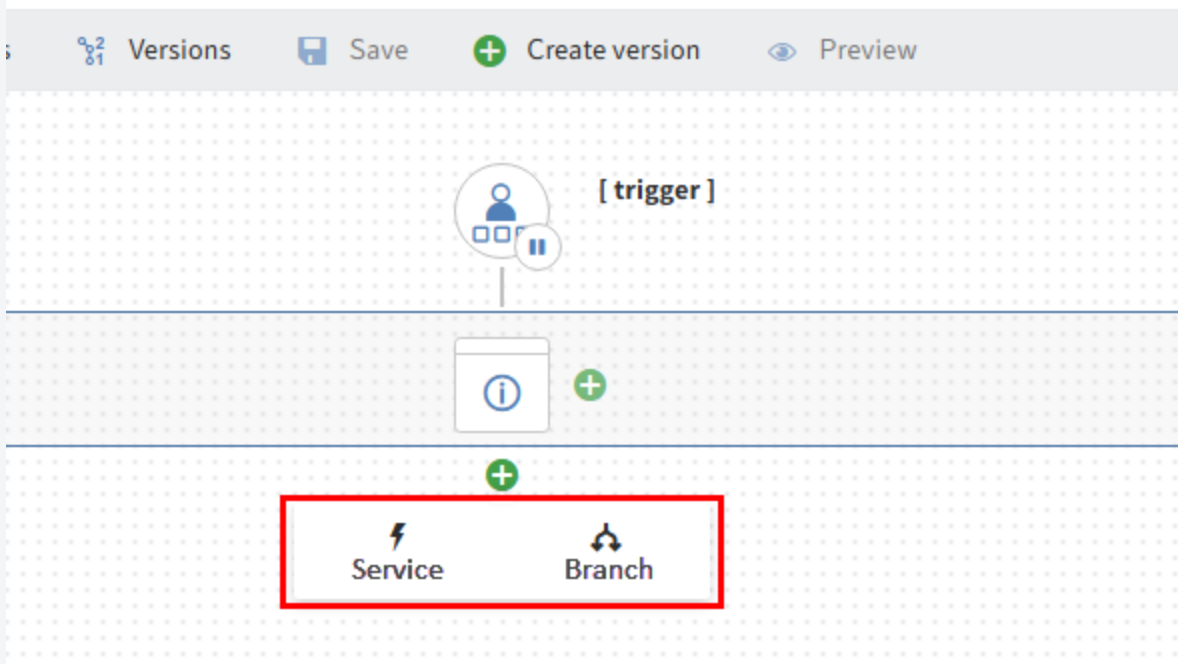 Versions
Save
Create version
Preview
[ trigger ]
Service
Branch